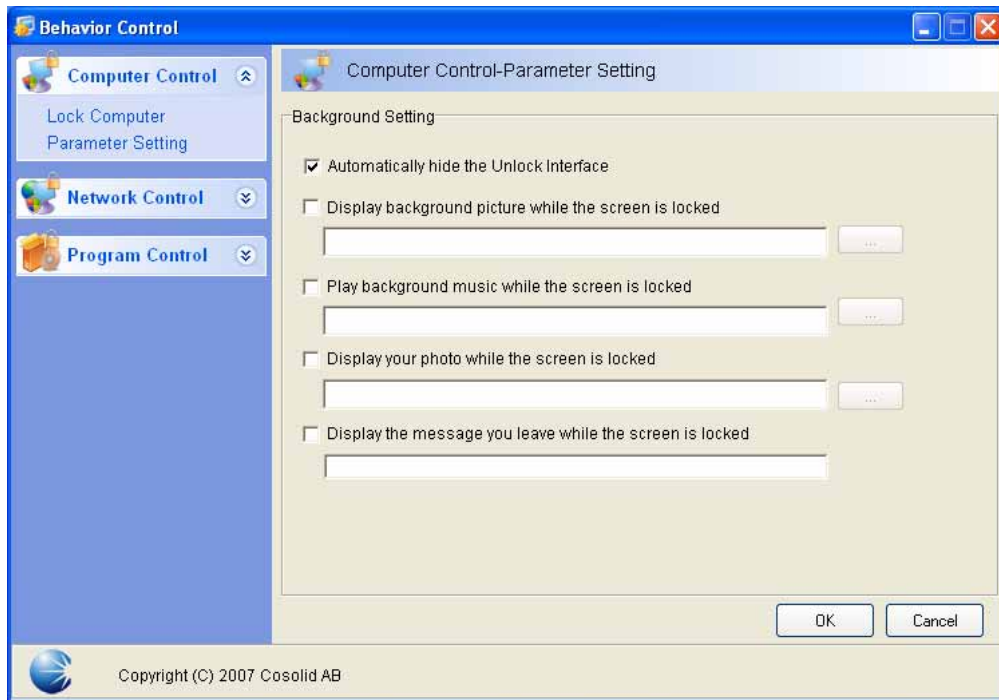 Behavior Control
Computer Control
Lock Computer
Parameter Setting
Network Control
Program Control
Computer Control-Parameter Setting
Background Setting
Automatically hide the Unlock Interface
Display background picture while the screen is locked
...
Play background music while the screen is locked
...
Display your photo while the screen is locked
...
Display the message you leave while the screen is locked
OK
Cancel
Copyright (C) 2007 Cosolid AB